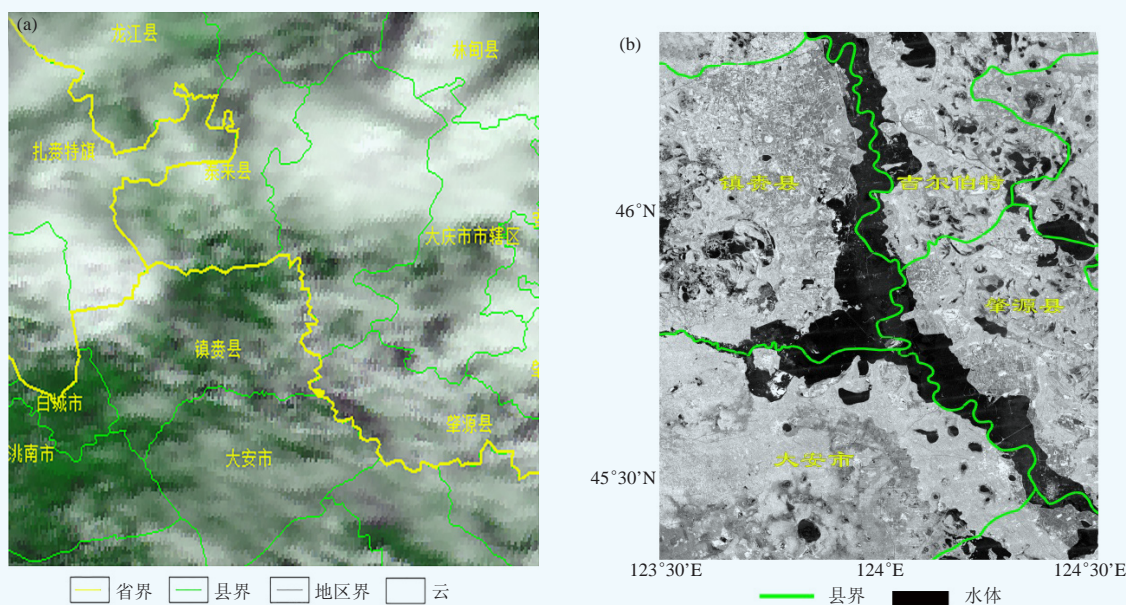 (a)
龙江县
林甸县
扎赉特旗
泰来县
大庆市市辖区
镇赉县
白城市
肇源县
洮南市
大安市
省界
县界
地区界
云
(b)
镇赉县
吉尔伯特
46°N
肇源县
大安市
45°30′N
123°30′E
124°E
124°30′E
县界
水体